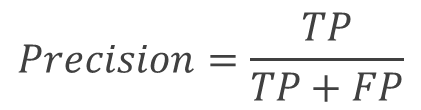 Precision = TP / (TP + FP)